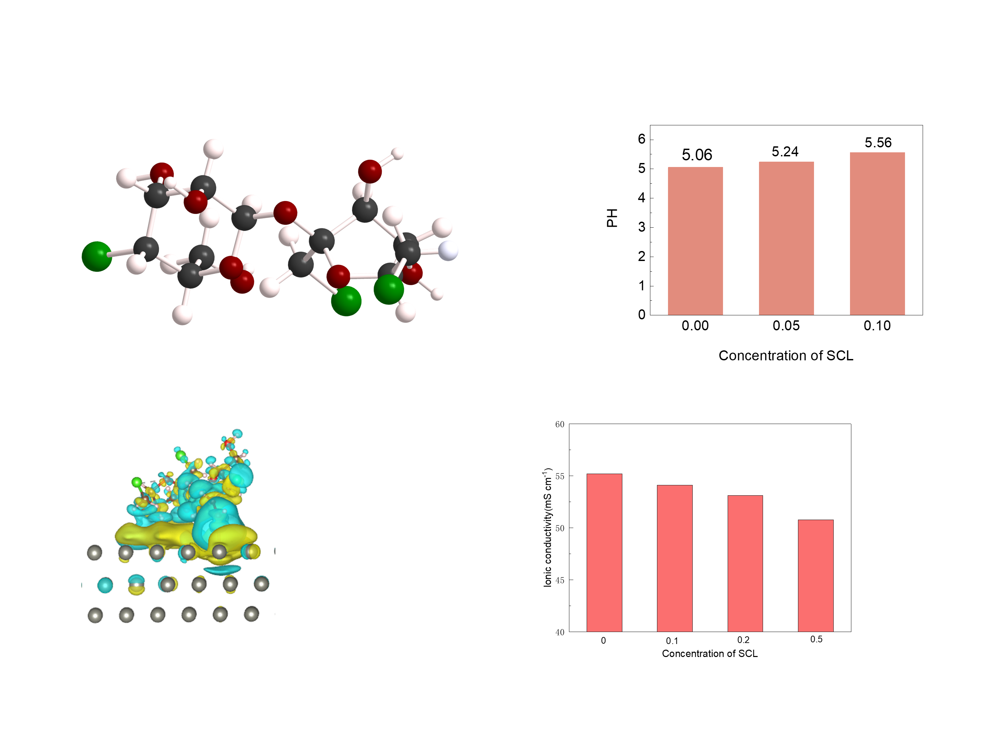 6
5
4
3
2
1
0
PH
5.06
5.24
5.56
0.00 0.05 0.10
Concentration of SCL
60
55
50
45
40
Ionic conductivity(mS cm-1)
0 0.1 0.2 0.5
Concentration of SCL